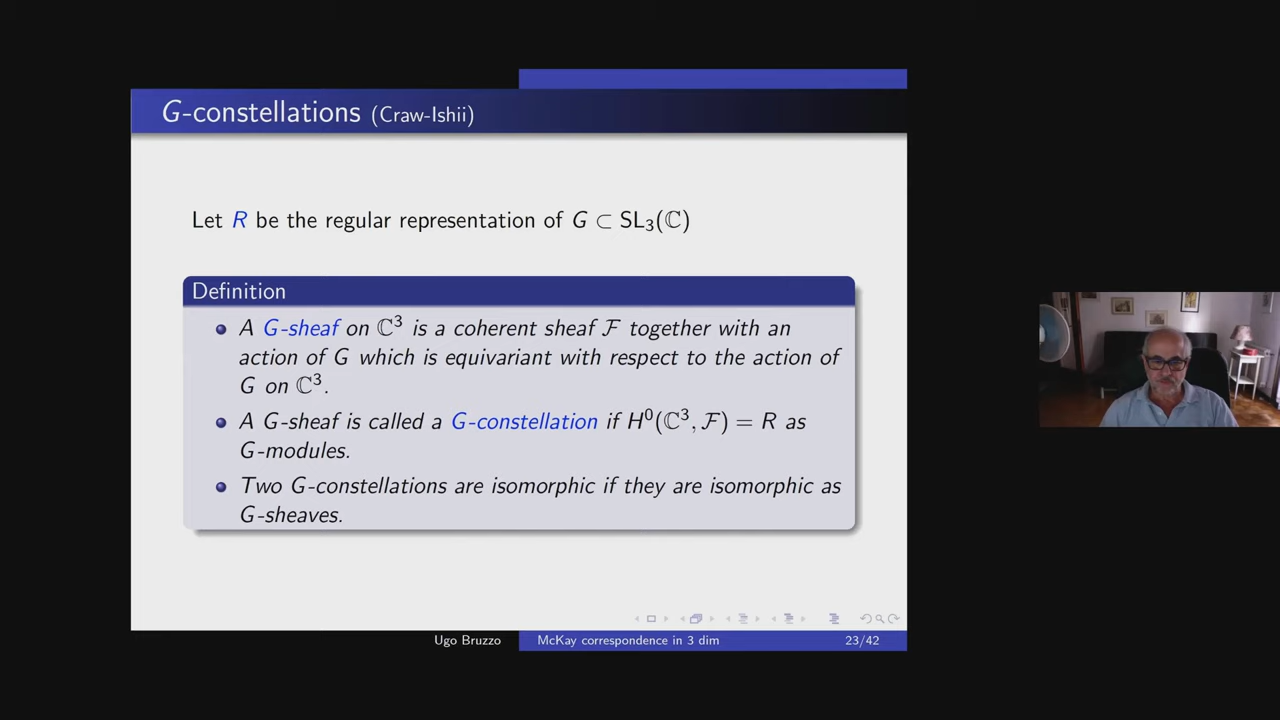 G-constellations (Craw-Ishii)
Let R be the regular representation of G ⊂ SL₃(ℂ)
Definition
A G-sheaf on ℂ³ is a coherent sheaf ℱ together with an
action of G which is equivariant with respect to the action of
G on ℂ³.
A G-sheaf is called a G-constellation if H⁰(ℂ³, ℱ) = R as
G-modules.
Two G-constellations are isomorphic if they are isomorphic as
G-sheaves.
Ugo Bruzzo McKay correspondence in 3 dim 23/42